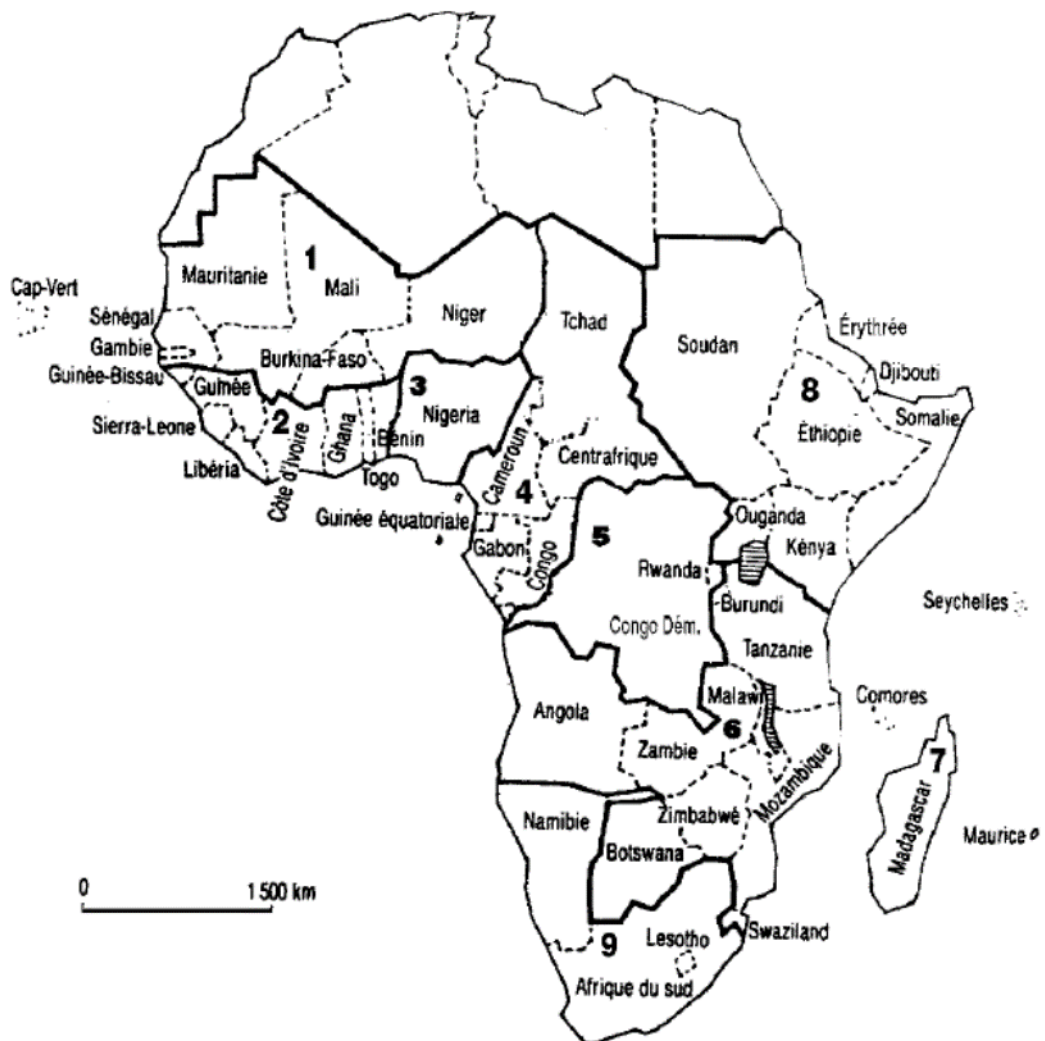 1
Mauritanie
Mali
Cap-Vert
Niger
Tchad
Sénégal
Érythrée
Soudan
Gambie
Burkina-Faso
Guinée-Bissau
Guinée
3
Djibouti
8
Nigeria
Somalie
Sierra-Leone
2
Éthiopie
Ghana
Bénin
Côte d'Ivoire
Libéria
Togo
Cameroun
Centrafrique
4
Guinée équatoriale
Ouganda
Gabon
Congo
5
Kénya
Rwanda
Burundi
Seychelles
Congo Dém.
Tanzanie
Malawi
Comores
Angola
6
Zambie
Mozambique
7
Madagascar
Namibie
Zimbabwé
Maurice
Botswana
0
1 500 km
Lesotho
Swaziland
9
Afrique du sud